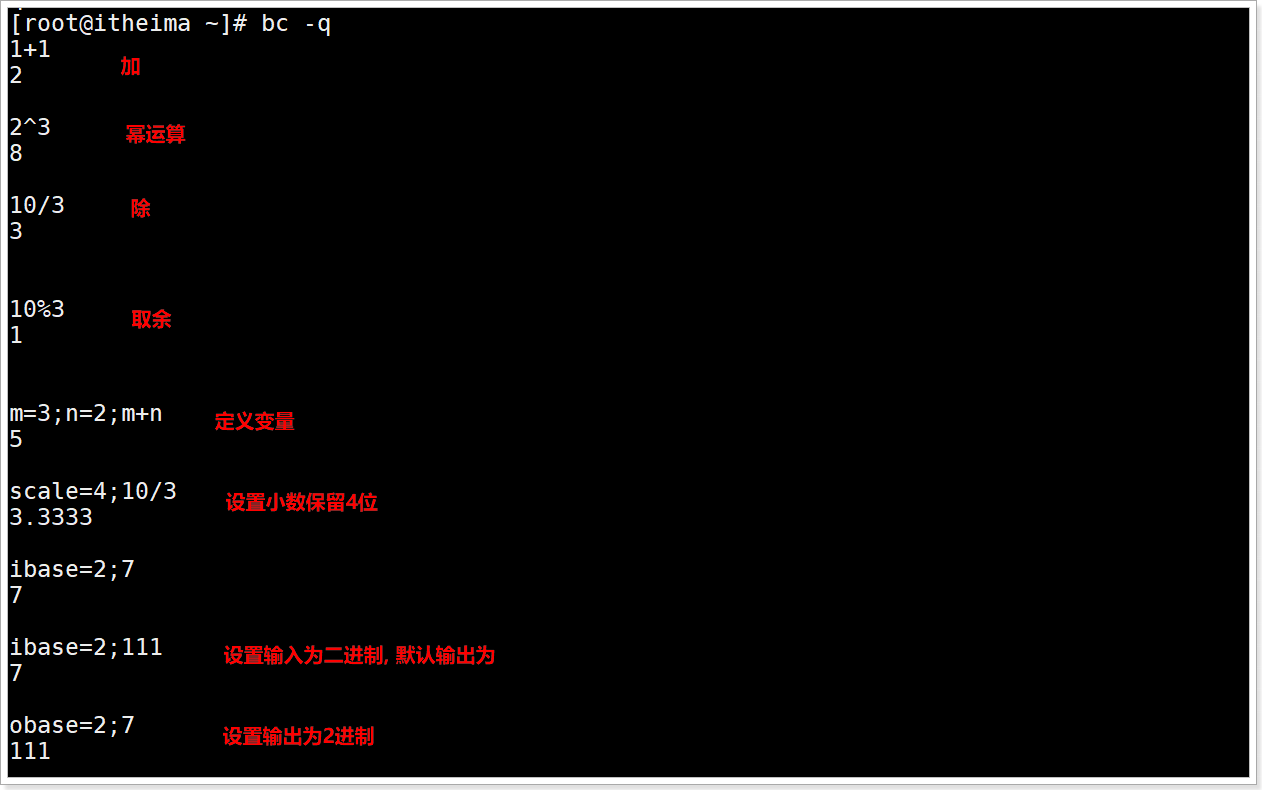 [root@itheima ~]# bc -q
1+1
加
2
2^3
幂运算
8
10/3
除
3
10%3
取余
1
m=3;n=2;m+n
定义变量
5
scale=4;10/3
设置小数保留4位
3.3333
ibase=2;7
7
ibase=2;111
设置输入为二进制, 默认输出为
7
obase=2;7
设置输出为2进制
111